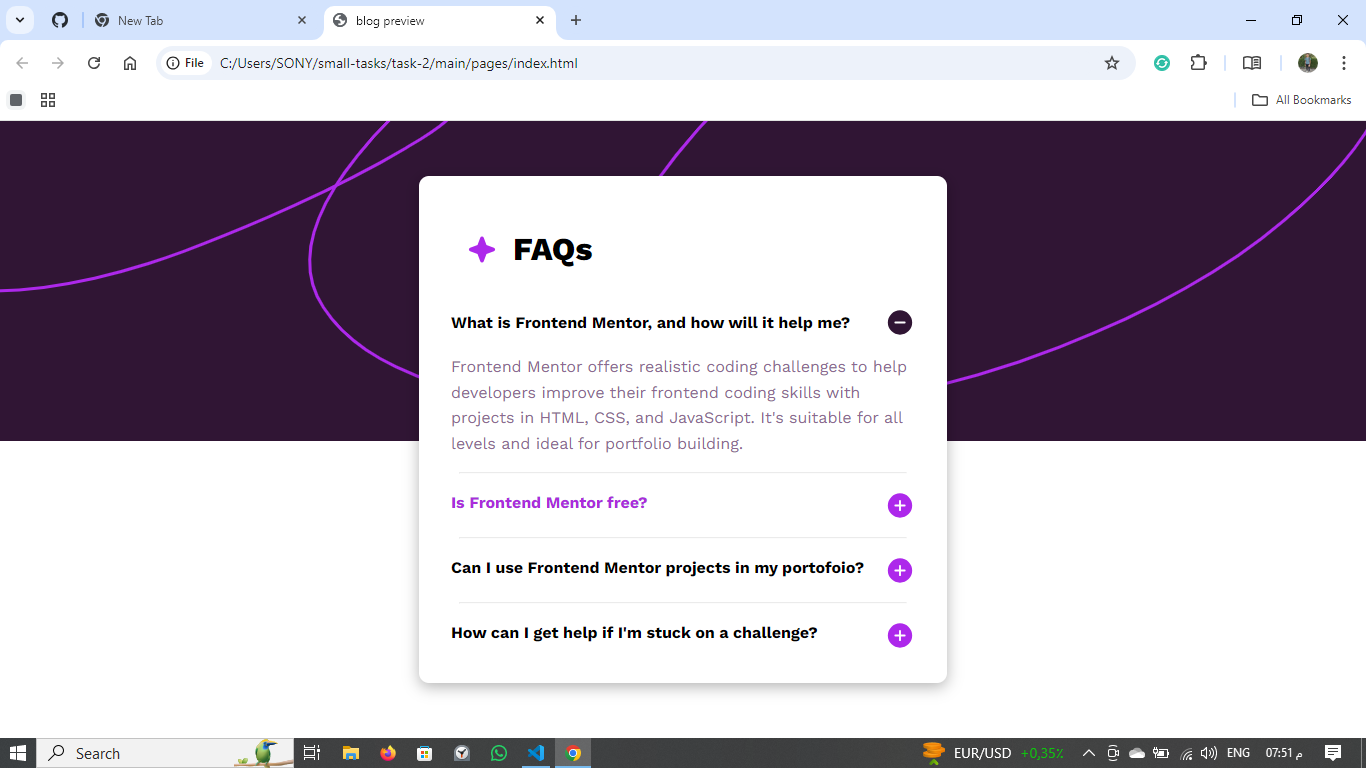 New Tab
blog preview
File
C:/Users/SONY/small-tasks/task-2/main/pages/index.html
All Bookmarks
FAQs
What is Frontend Mentor, and how will it help me?
Frontend Mentor offers realistic coding challenges to help
developers improve their frontend coding skills with
projects in HTML, CSS, and JavaScript. It's suitable for all
levels and ideal for portfolio building.
Is Frontend Mentor free?
Can I use Frontend Mentor projects in my portofoio?
How can I get help if I'm stuck on a challenge?
Search
EUR/USD +0,35%
ENG
07:51 م